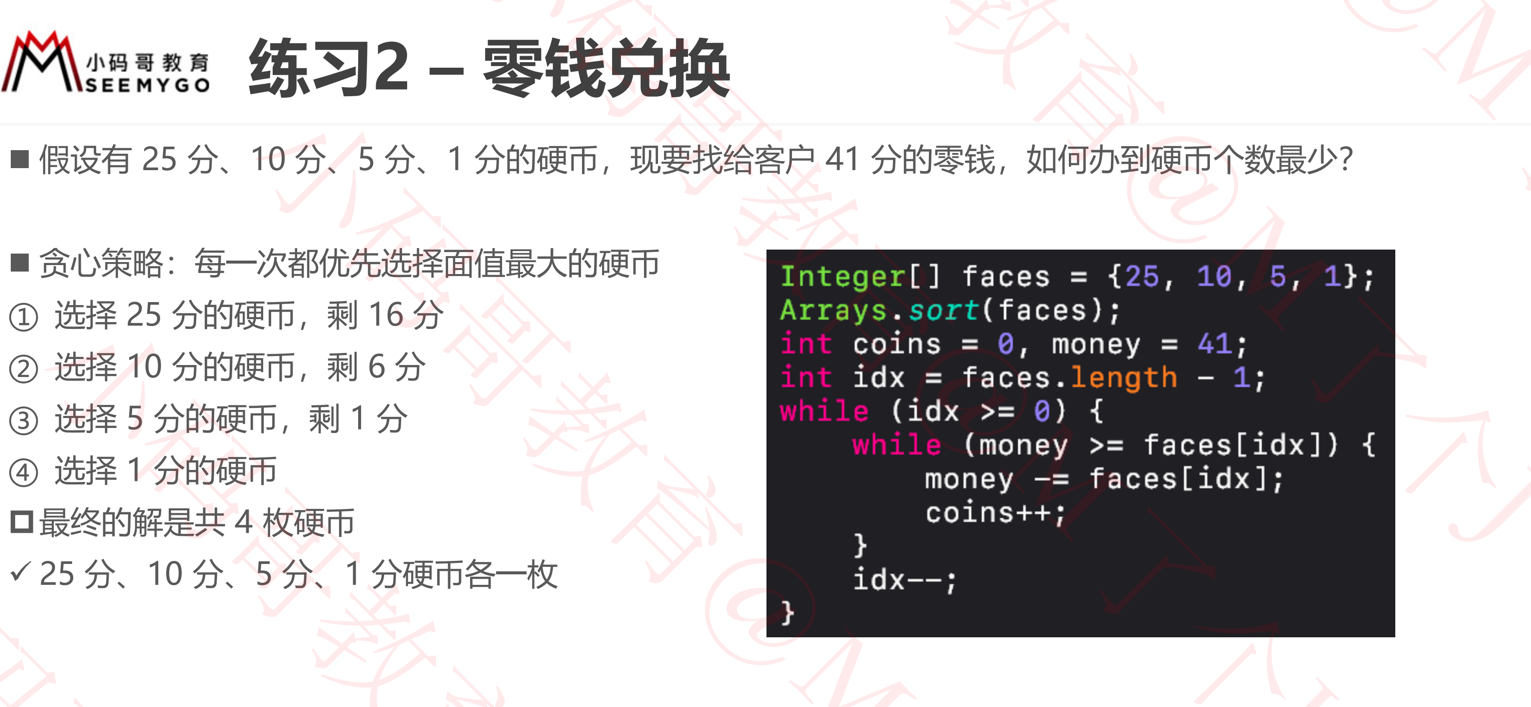 小码哥教育
SEEMYGO
练习2 – 零钱兑换
■ 假设有 25 分、10 分、5 分、1 分的硬币，现要找给客户 41 分的零钱，如何办到硬币个数最少？
■ 贪心策略：每一次都优先选择面值最大的硬币
① 选择 25 分的硬币，剩 16 分
② 选择 10 分的硬币，剩 6 分
③ 选择 5 分的硬币，剩 1 分
④ 选择 1 分的硬币
最终的解是共 4 枚硬币
✓ 25 分、10 分、5 分、1 分硬币各一枚
Integer[] faces = {25, 10, 5, 1};
Arrays.sort(faces);
int coins = 0, money = 41;
int idx = faces.length - 1;
while (idx >= 0) {
    while (money >= faces[idx]) {
        money -= faces[idx];
        coins++;
    }
    idx--;
}